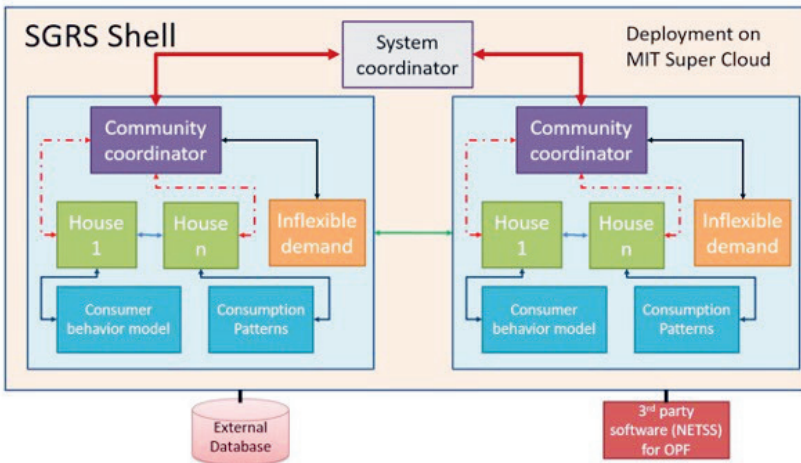 SGRS Shell
System
coordinator
Deployment on
MIT Super Cloud
Community
coordinator
House
1
House
n
Inflexible
demand
Consumer
behavior model
Consumption
Patterns
Community
coordinator
House
1
House
n
Inflexible
demand
Consumer
behavior model
Consumption
Patterns
External
Database
3rd party
software (NETSS)
for OPF